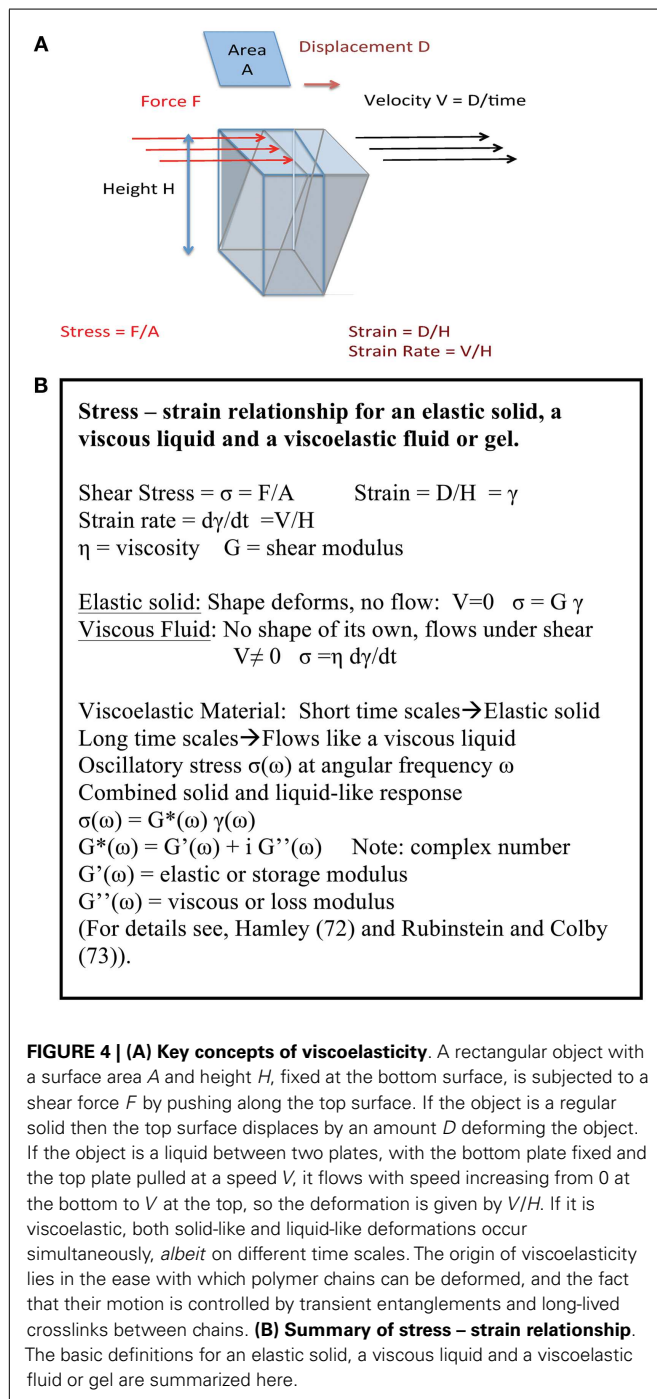 A
Area
A
Displacement D
Force F
Velocity V = D/time
Height H
Stress = F/A
Strain = D/H
Strain Rate = V/H
B
Stress – strain relationship for an elastic solid, a
viscous liquid and a viscoelastic fluid or gel.
Shear Stress = σ = F/A Strain = D/H = γ
Strain rate = dγ/dt =V/H
η = viscosity G = shear modulus
Elastic solid: Shape deforms, no flow: V=0 σ = G γ
Viscous Fluid: No shape of its own, flows under shear
V≠ 0 σ =η dγ/dt
Viscoelastic Material: Short time scales→Elastic solid
Long time scales→Flows like a viscous liquid
Oscillatory stress σ(ω) at angular frequency ω
Combined solid and liquid-like response
σ(ω) = G*(ω) γ(ω)
G*(ω) = G’(ω) + i G’’(ω) Note: complex number
G’(ω) = elastic or storage modulus
G’’(ω) = viscous or loss modulus
(For details see, Hamley (72) and Rubinstein and Colby
(73)).
FIGURE 4 | (A) Key concepts of viscoelasticity. A rectangular object with
a surface area A and height H, fixed at the bottom surface, is subjected to a
shear force F by pushing along the top surface. If the object is a regular
solid then the top surface displaces by an amount D deforming the object.
If the object is a liquid between two plates, with the bottom plate fixed and
the top plate pulled at a speed V, it flows with speed increasing from 0 at
the bottom to V at the top, so the deformation is given by V/H. If it is
viscoelastic, both solid-like and liquid-like deformations occur
simultaneously, albeit on different time scales. The origin of viscoelasticity
lies in the ease with which polymer chains can be deformed, and the fact
that their motion is controlled by transient entanglements and long-lived
crosslinks between chains. (B) Summary of stress – strain relationship.
The basic definitions for an elastic solid, a viscous liquid and a viscoelastic
fluid or gel are summarized here.